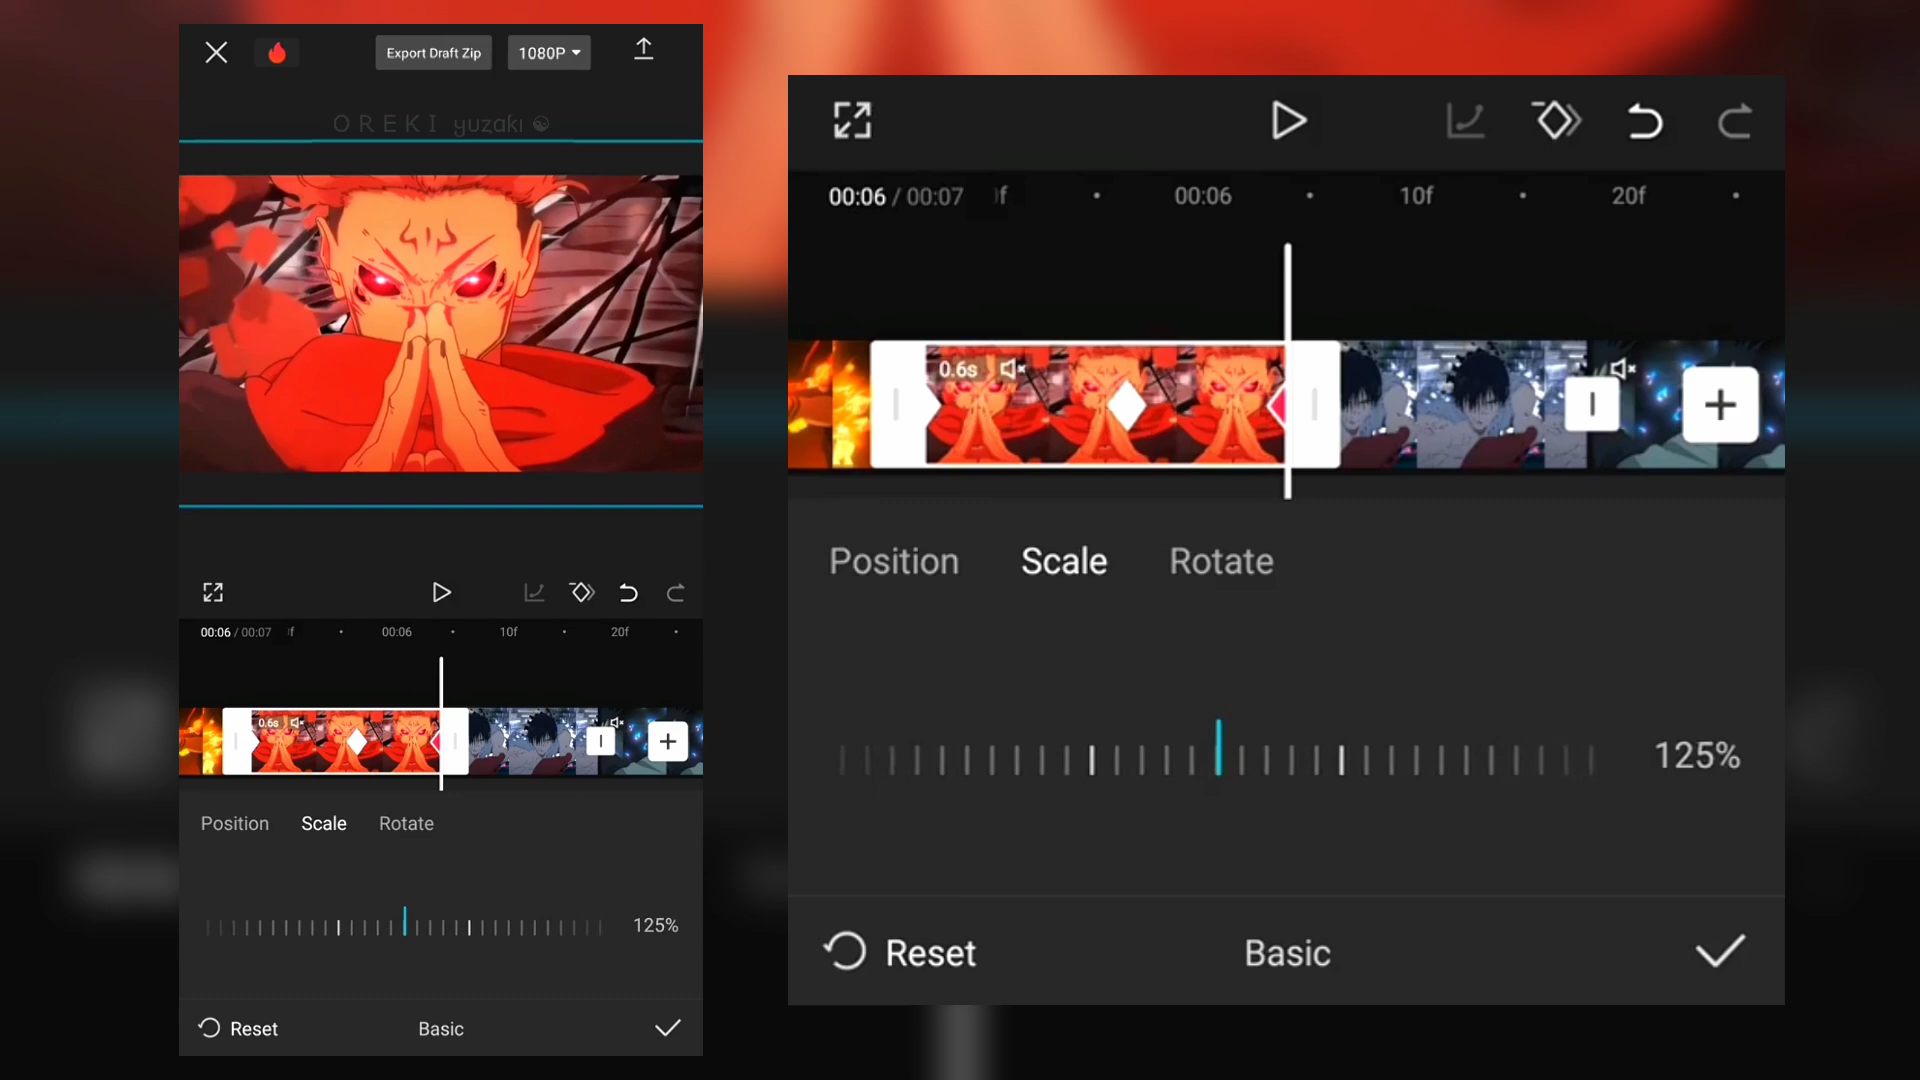 Export Draft Zip 1080P
OREKI yuzaki
00:06 / 00:07 f 00:06 10f 20f
0.6s
Position Scale Rotate
125%
Reset Basic
00:06 / 00:07 f 00:06 10f 20f
0.6s
Position Scale Rotate
125%
Reset Basic